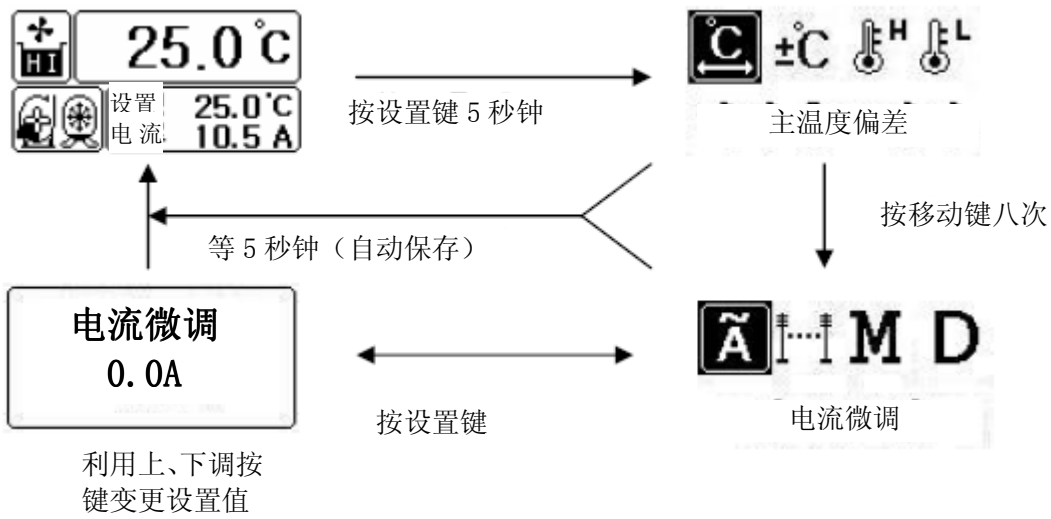 HI
25.0℃
设置 25.0℃
电流 10.5 A
按设置键 5 秒钟
℃ ±℃ H L
主温度偏差
按移动键八次
等 5 秒钟（自动保存）
电流微调
0.0A
按设置键
Ã M D
电流微调
利用上、下调按
键变更设置值